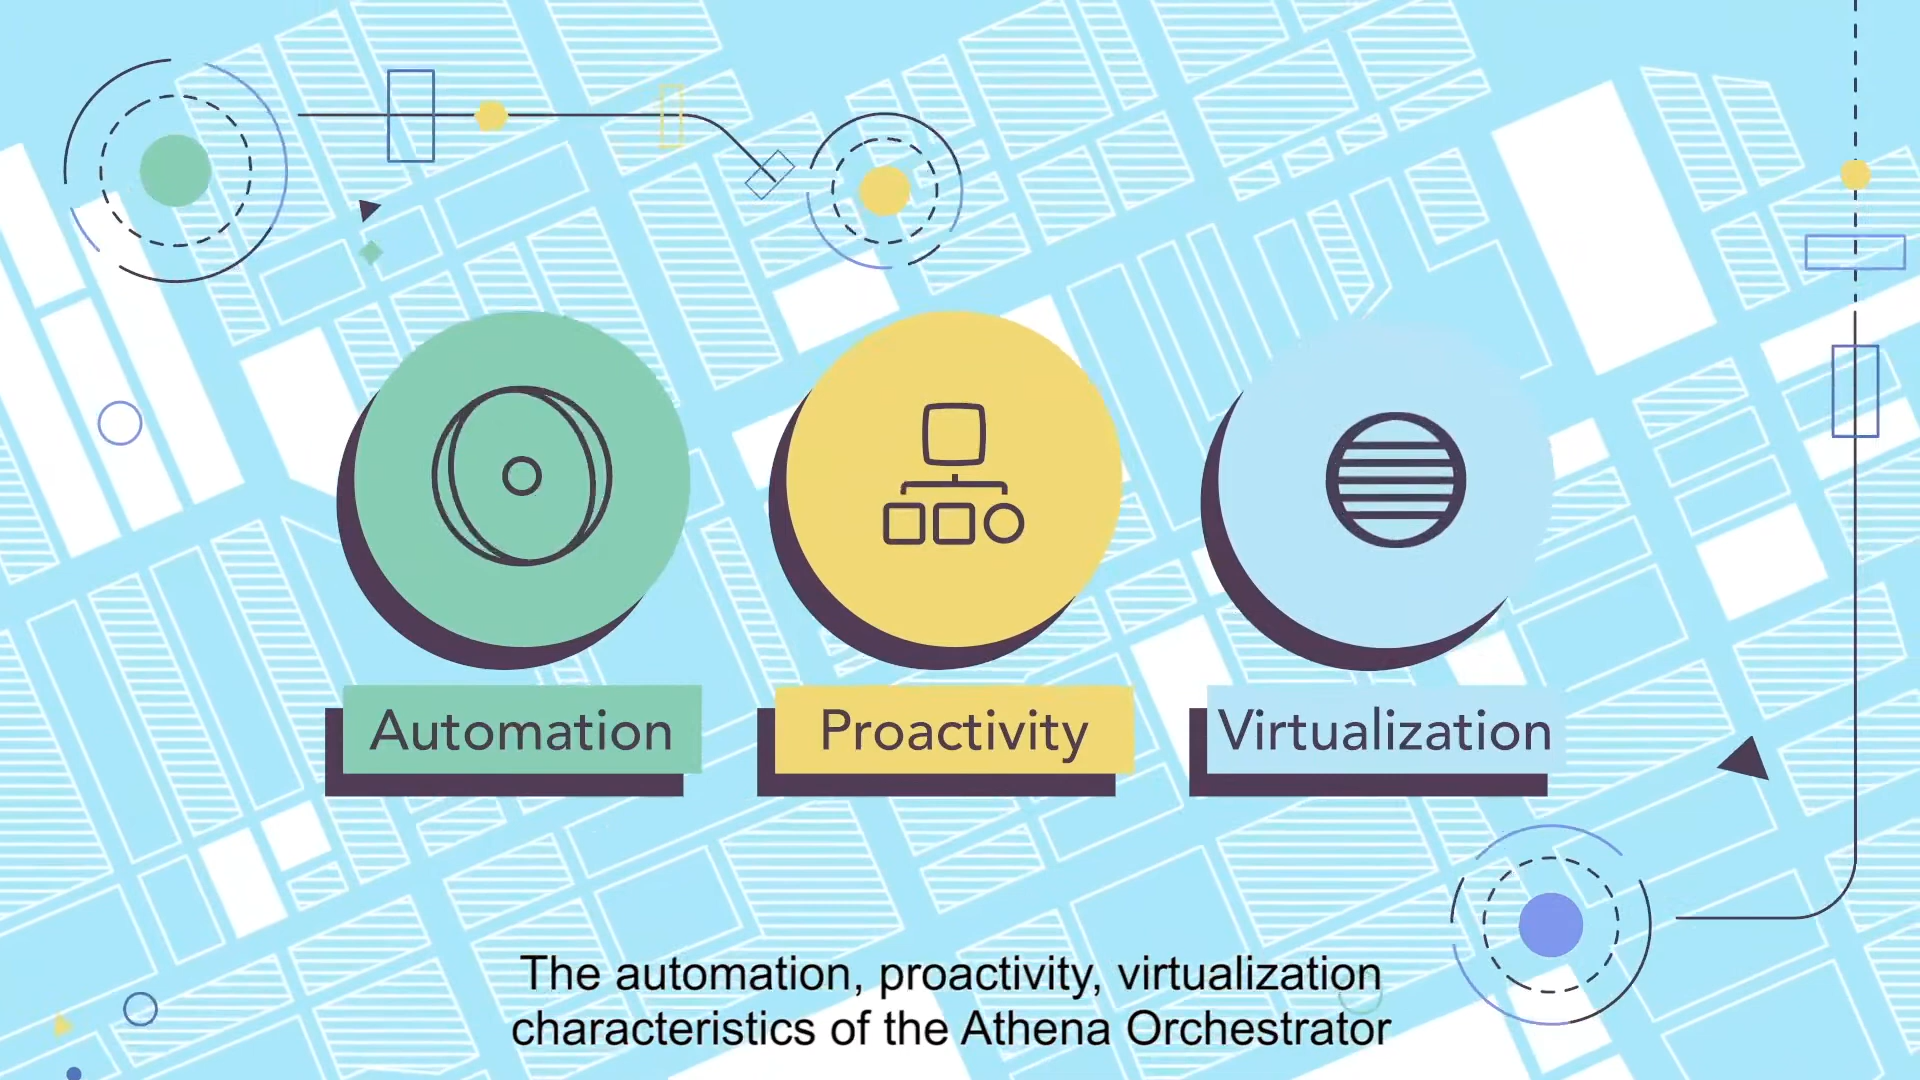 Automation
Proactivity
Virtualization
The automation, proactivity, virtualization
characteristics of the Athena Orchestrator